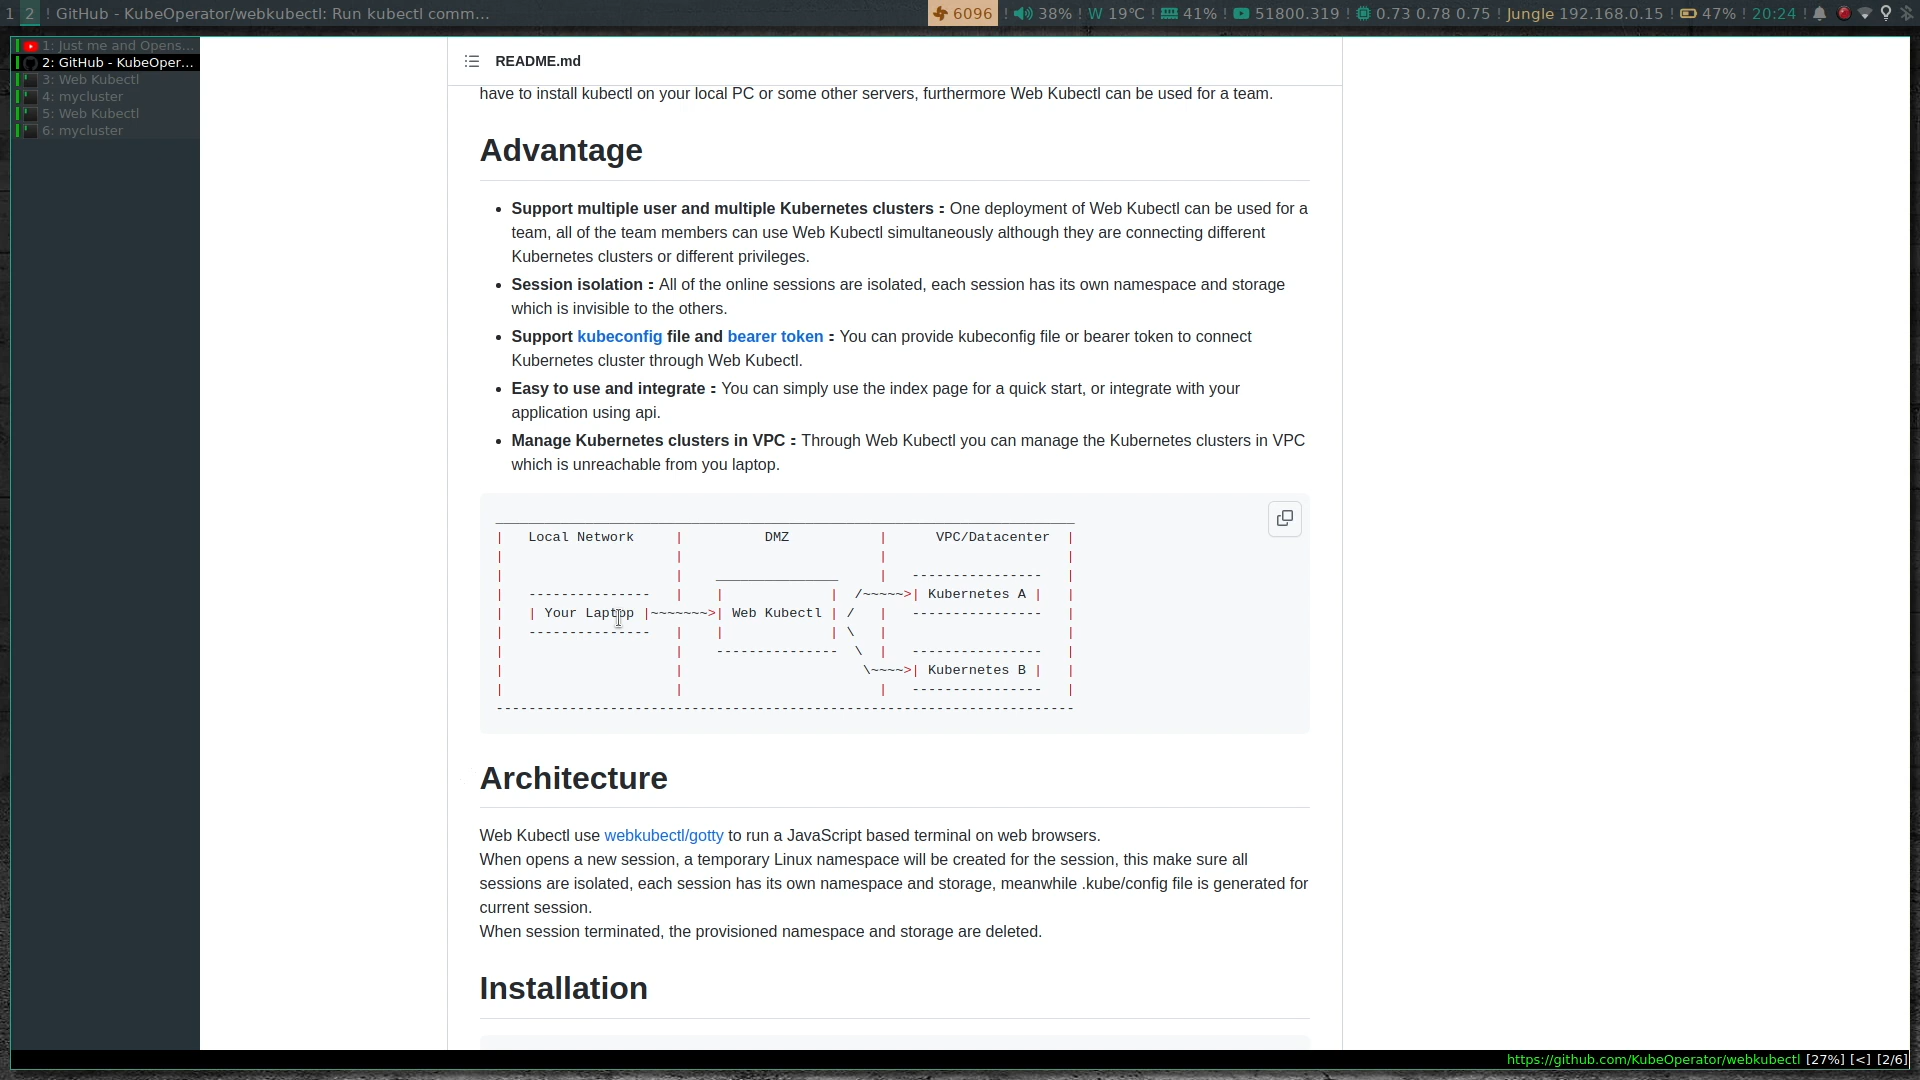 1 2 ! GitHub - KubeOperator/webkubectl: Run kubectl comm... 6096 ! 38% ! W 19℃ ! 41% ! 51800.319 ! 0.73 0.78 0.75 ! Jungle 192.168.0.15 ! 47% ! 20:24 !
1: Just me and Opens...
2: GitHub - KubeOper...
3: Web Kubectl
4: mycluster
5: Web Kubectl
6: mycluster
README.md
have to install kubectl on your local PC or some other servers, furthermore Web Kubectl can be used for a team.
Advantage
• Support multiple user and multiple Kubernetes clusters : One deployment of Web Kubectl can be used for a
team, all of the team members can use Web Kubectl simultaneously although they are connecting different
Kubernetes clusters or different privileges.
• Session isolation : All of the online sessions are isolated, each session has its own namespace and storage
which is invisible to the others.
• Support kubeconfig file and bearer token : You can provide kubeconfig file or bearer token to connect
Kubernetes cluster through Web Kubectl.
• Easy to use and integrate : You can simply use the index page for a quick start, or integrate with your
application using api.
• Manage Kubernetes clusters in VPC : Through Web Kubectl you can manage the Kubernetes clusters in VPC
which is unreachable from you laptop.
_______________________________________________________________________
|   Local Network     |          DMZ           |      VPC/Datacenter  |
|                     |                        |                      |
|                     |    _______________     |   ----------------   |
|   ---------------   |    |             |  /~~~~~>| Kubernetes A |   |
|   | Your Laptop |~~~~~~~>| Web Kubectl | /   |   ----------------   |
|   ---------------   |    |             | \   |                      |
|                     |    ---------------  \  |   ----------------   |
|                     |                      \~~~~>| Kubernetes B |   |
|                     |                        |   ----------------   |
-----------------------------------------------------------------------
Architecture
Web Kubectl use webkubectl/gotty to run a JavaScript based terminal on web browsers.
When opens a new session, a temporary Linux namespace will be created for the session, this make sure all
sessions are isolated, each session has its own namespace and storage, meanwhile .kube/config file is generated for
current session.
When session terminated, the provisioned namespace and storage are deleted.
Installation
https://github.com/KubeOperator/webkubectl [27%] [<] [2/6]